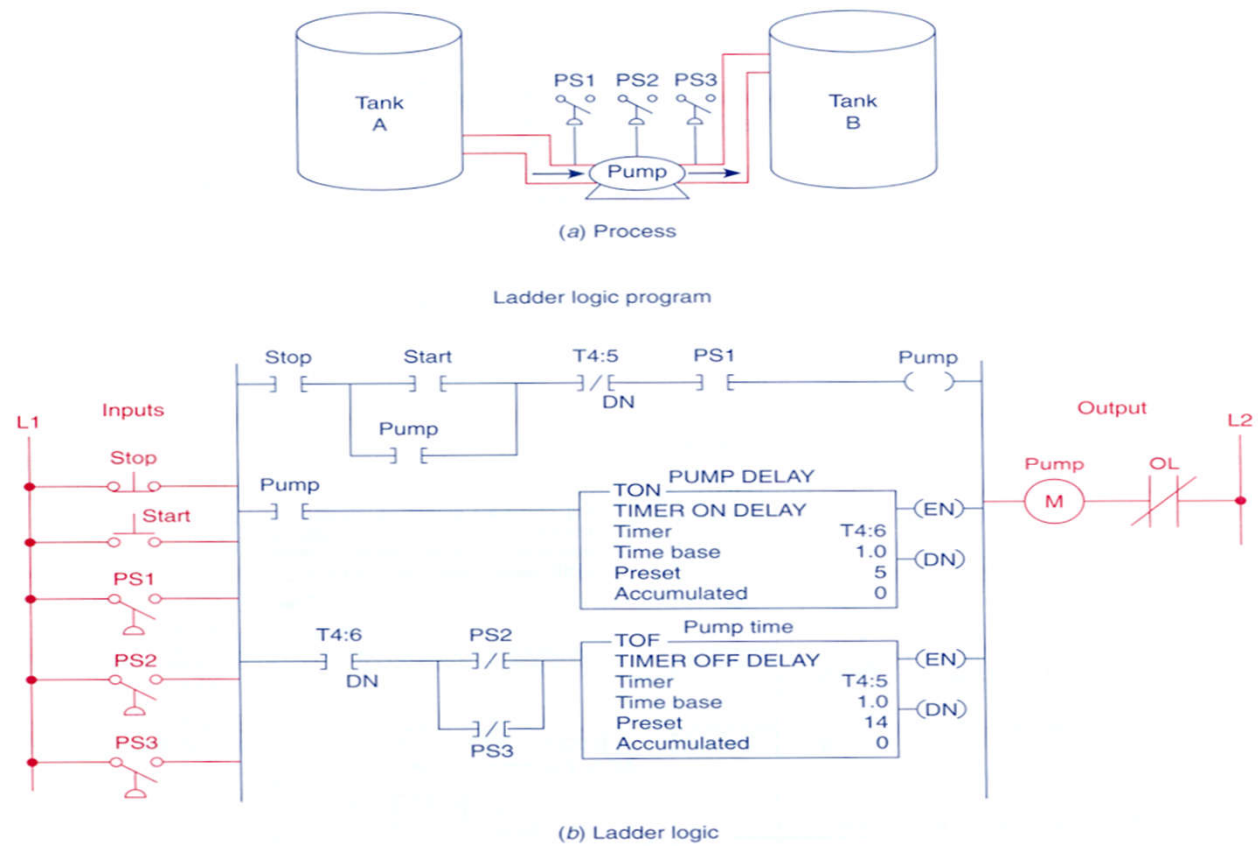 PS1 PS2 PS3
Tank
A
Tank
B
Pump
(a) Process
Ladder logic program
Stop Start T4:5 PS1 Pump
DN
Pump
Inputs
L1
Stop
Start
PS1
PS2
PS3
Pump
PUMP DELAY
TON
TIMER ON DELAY
Timer T4:6
Time base 1.0
Preset 5
Accumulated 0
(EN)
(DN)
T4:6 PS2
DN
PS3
Pump time
TOF
TIMER OFF DELAY
Timer T4:5
Time base 1.0
Preset 14
Accumulated 0
(EN)
(DN)
Output
L2
Pump OL
M
(b) Ladder logic